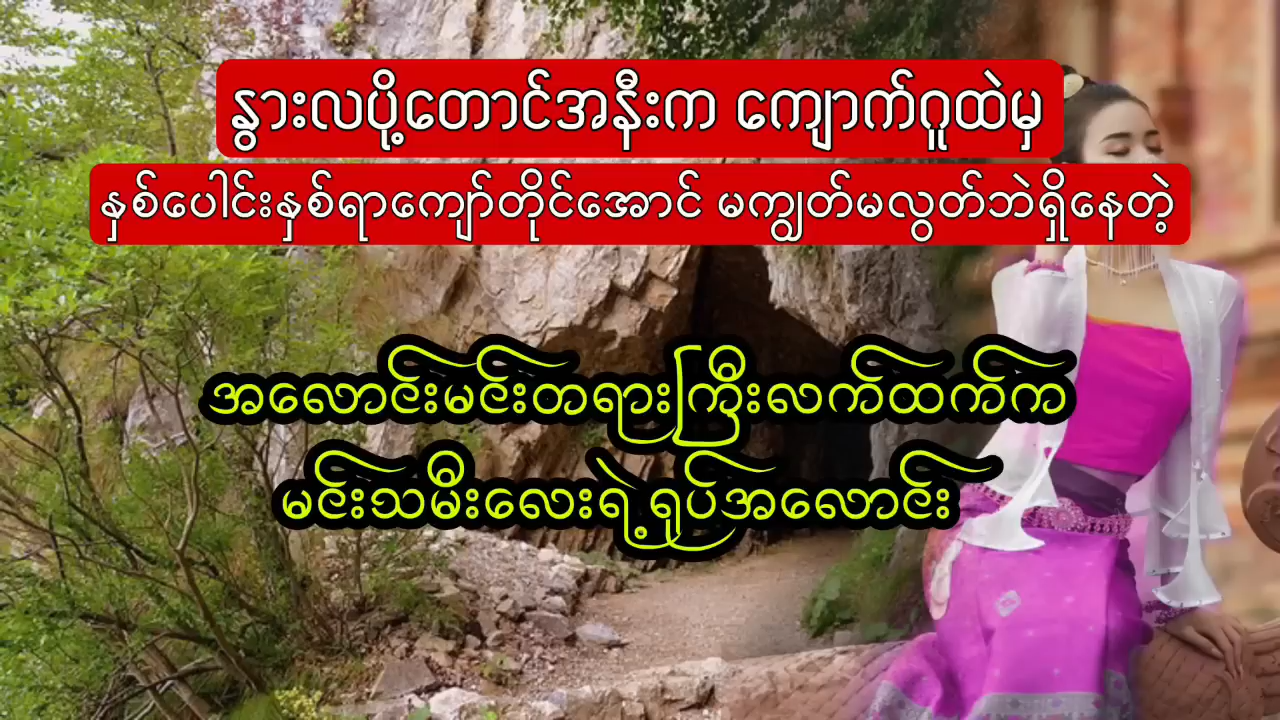 နွားလပို့တောင်အနီးက ကျောက်ဂူထဲမှ
နှစ်ပေါင်းနှစ်ရာကျော်တိုင်အောင် မကျွတ်မလွတ်ဘဲရှိနေတဲ့
အလောင်းမင်းတရားကြီးလက်ထက်က
မင်းသမီးလေးရဲ့ရုပ်အလောင်း